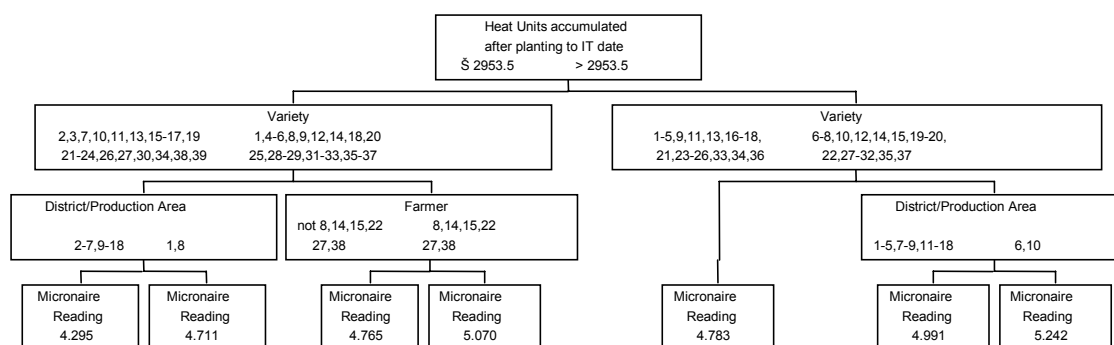 Heat Units accumulated
after planting to IT date
Š 2953.5 > 2953.5
Variety
2,3,7,10,11,13,15-17,19 1,4-6,8,9,12,14,18,20
21-24,26,27,30,34,38,39 25,28-29,31-33,35-37
Variety
1-5,9,11,13,16-18, 6-8,10,12,14,15,19-20,
21,23-26,33,34,36 22,27-32,35,37
District/Production Area
2-7,9-18 1,8
Farmer
not 8,14,15,22 8,14,15,22
27,38 27,38
District/Production Area
1-5,7-9,11-18 6,10
Micronaire
Reading
4.295
Micronaire
Reading
4.711
Micronaire
Reading
4.765
Micronaire
Reading
5.070
Micronaire
Reading
4.783
Micronaire
Reading
4.991
Micronaire
Reading
5.242